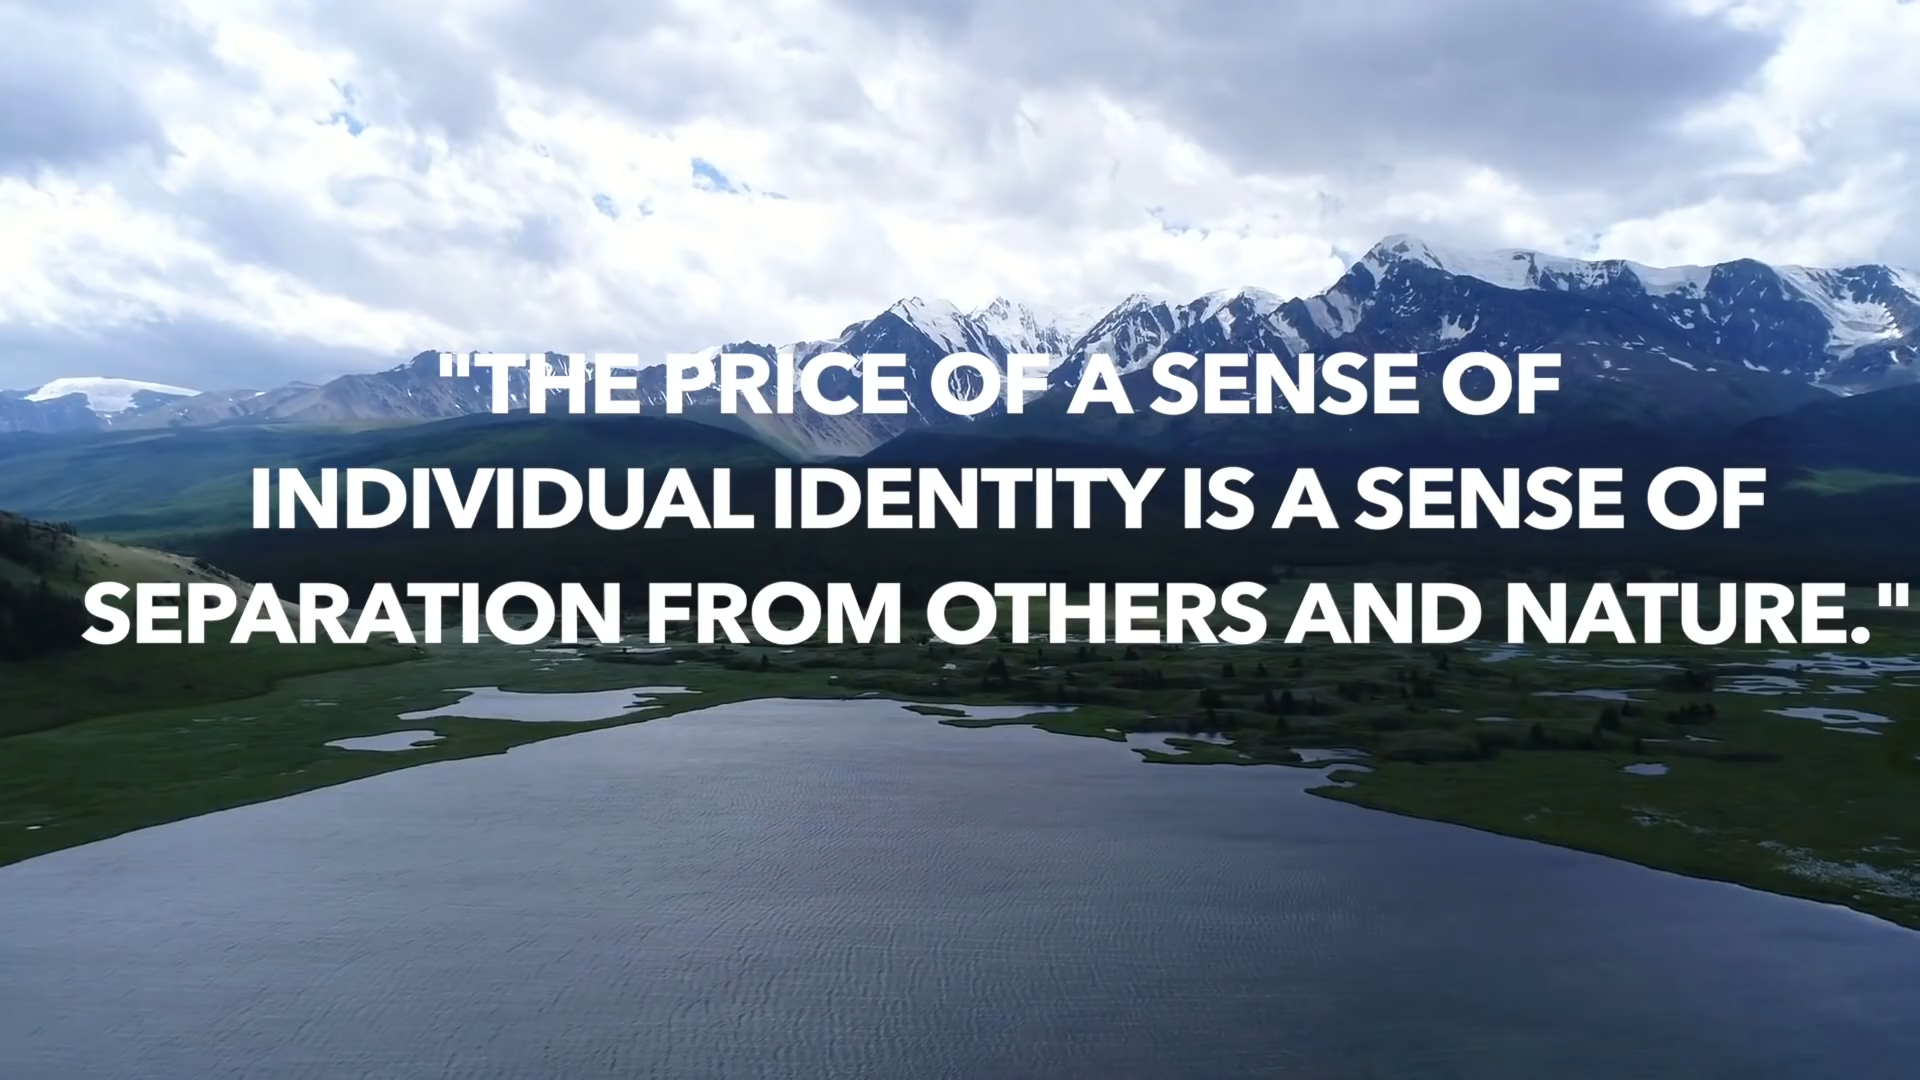 "THE PRICE OF A SENSE OF
INDIVIDUAL IDENTITY IS A SENSE OF
SEPARATION FROM OTHERS AND NATURE."